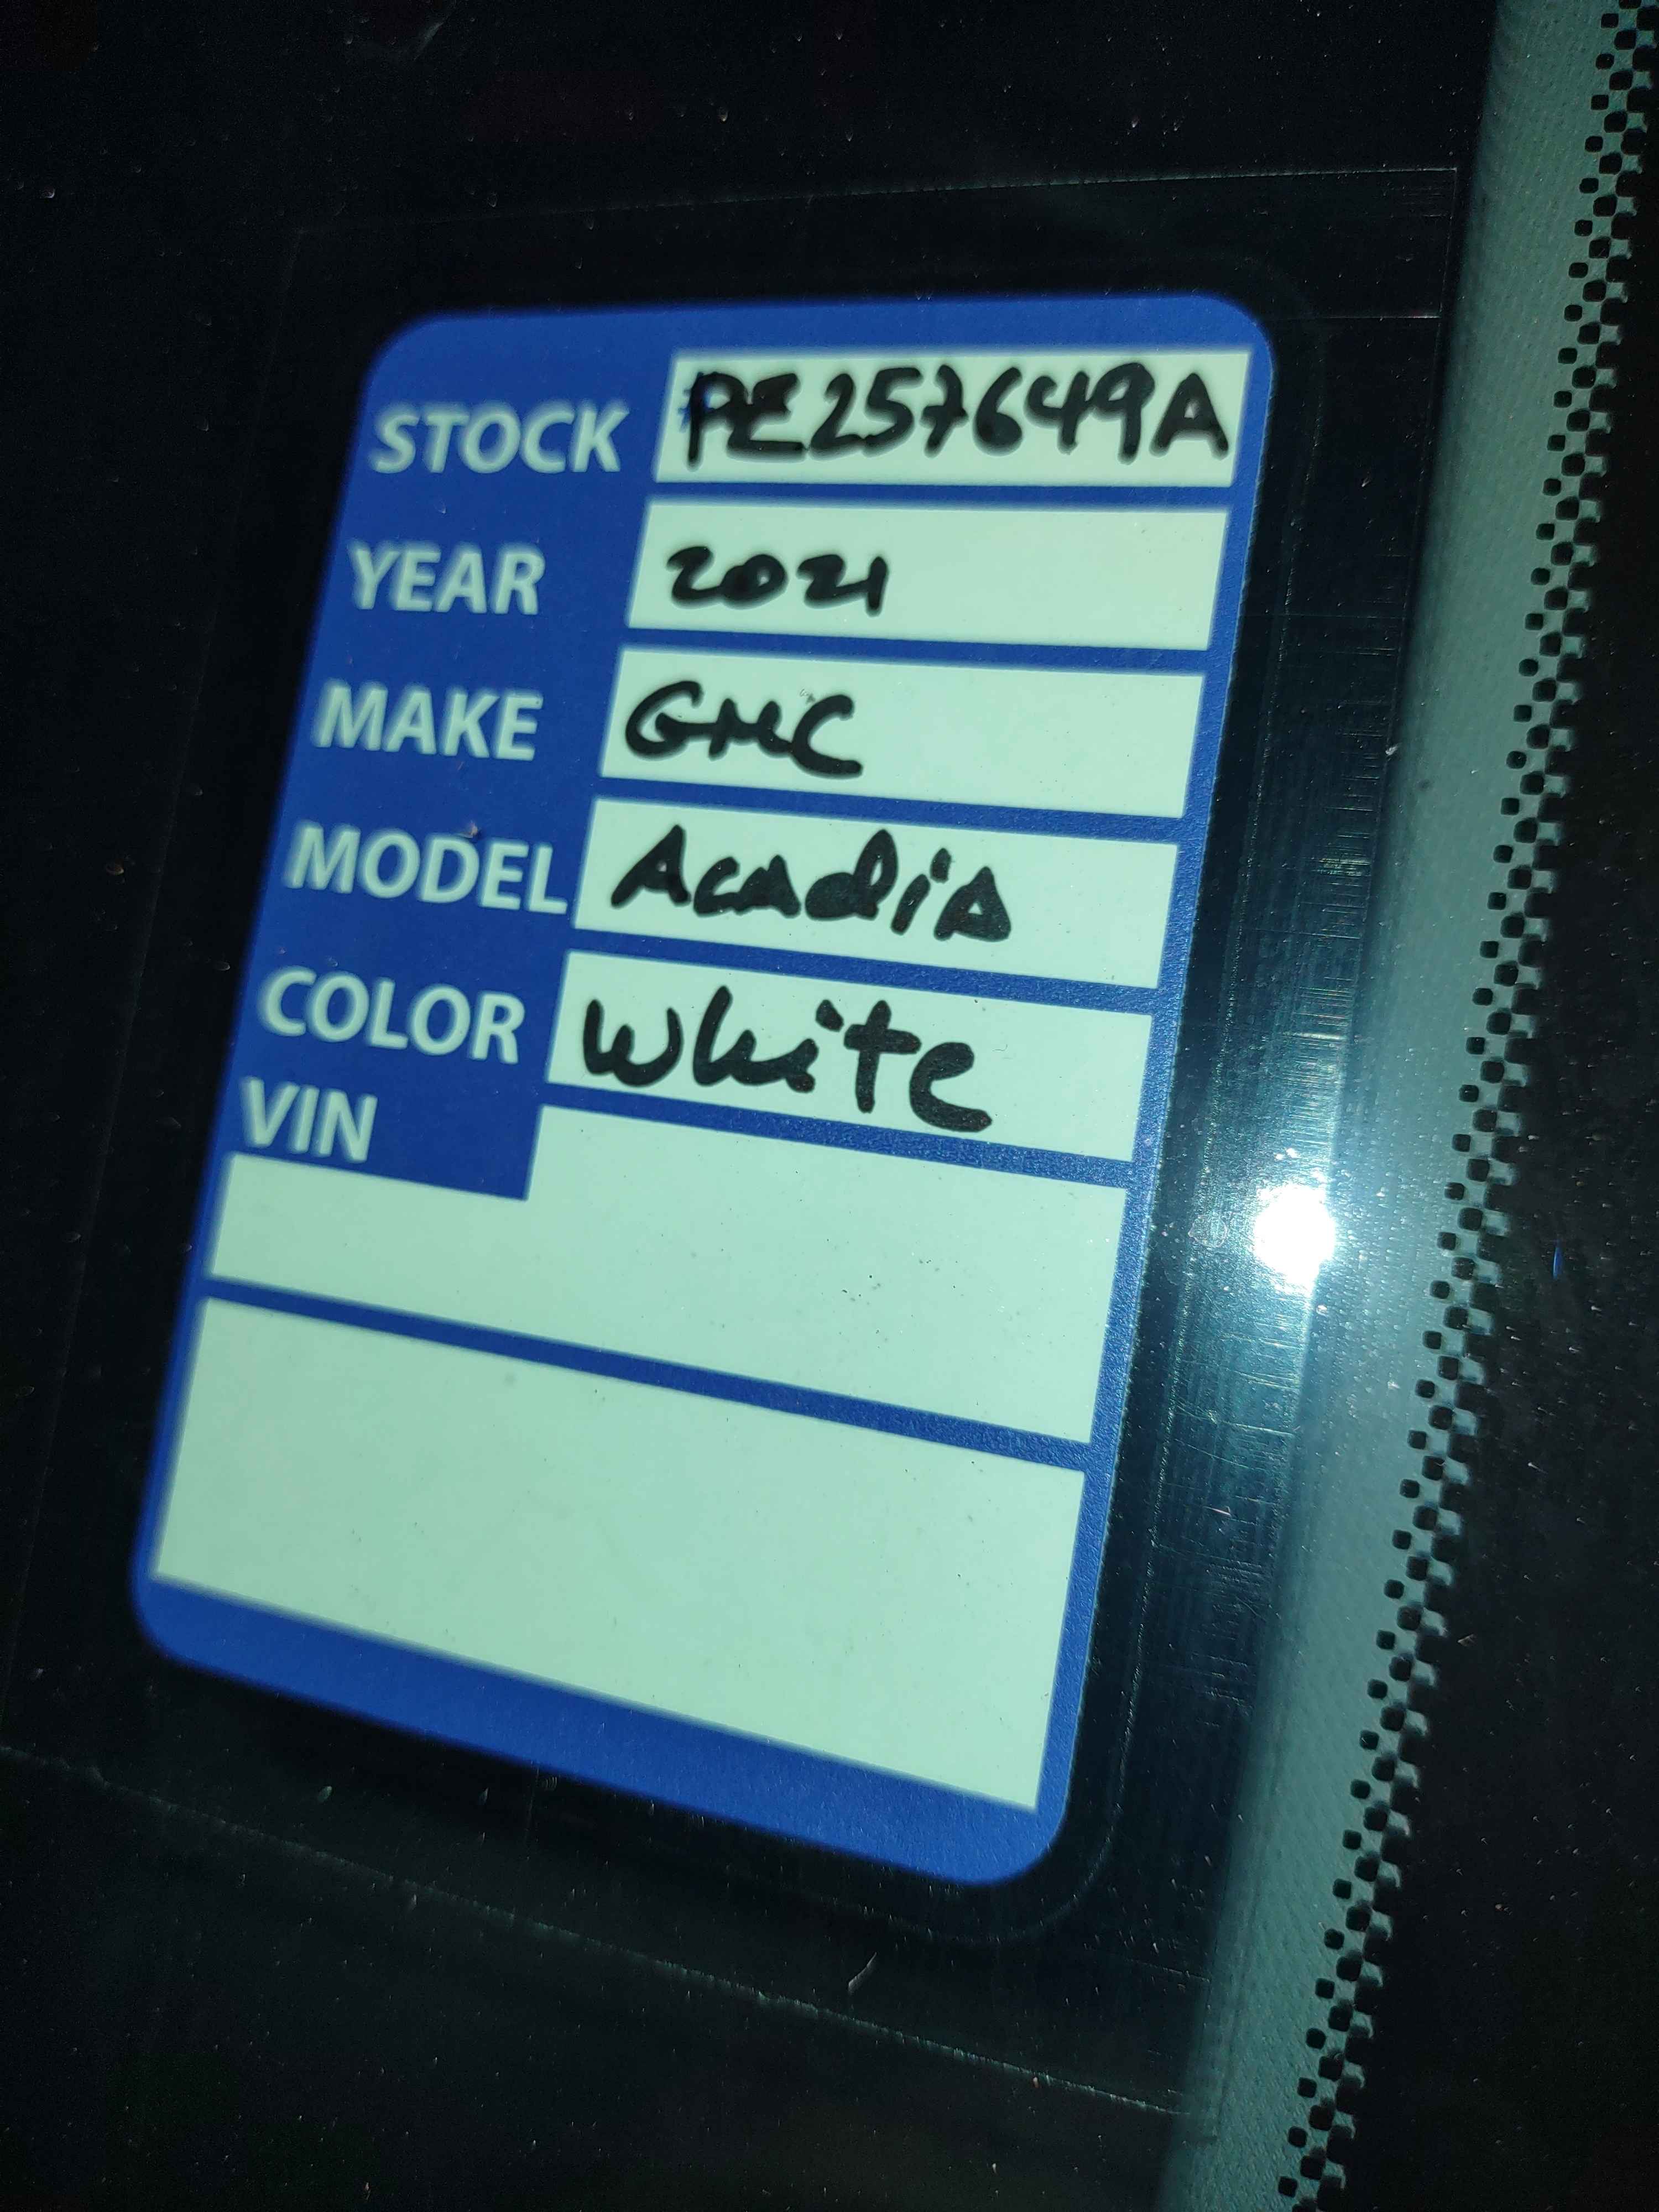 STOCK #PE257649A
YEAR 2021
MAKE GMC
MODEL Acadia
COLOR White
VIN